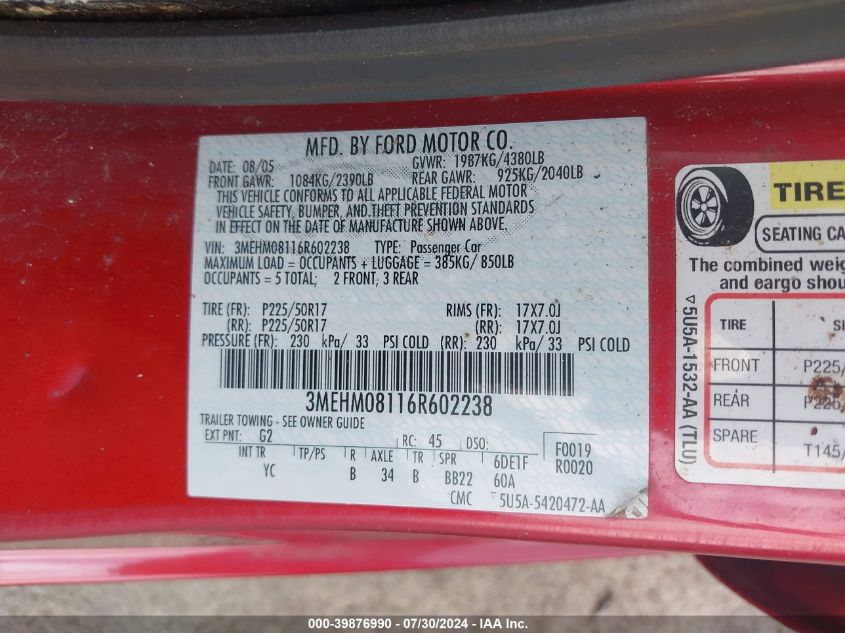 MFD. BY FORD MOTOR CO.
DATE: 08/05 GVWR: 1987KG/4380LB
FRONT GAWR: 1084KG/2390LB REAR GAWR: 925KG/2040LB
THIS VEHICLE CONFORMS TO ALL APPLICABLE FEDERAL MOTOR
VEHICLE SAFETY, BUMPER, AND THEFT PREVENTION STANDARDS
IN EFFECT ON THE DATE OF MANUFACTURE SHOWN ABOVE.
VIN: 3MEHM08116R602238 TYPE: Passenger Car
MAXIMUM LOAD = OCCUPANTS + LUGGAGE = 385KG/ 850LB
OCCUPANTS = 5 TOTAL; 2 FRONT, 3 REAR
TIRE (FR): P225/50R17 RIMS (FR): 17X7.0J
(RR): P225/50R17 (RR): 17X7.0J
PRESSURE (FR): 230 kPa/ 33 PSI COLD (RR): 230 kPa/ 33 PSI COLD
3MEHM08116R602238
TRAILER TOWING - SEE OWNER GUIDE
EXT PNT: G2 RC: 45 DSO: F0019
INT TR TP/PS R AXLE TR SPR 6DE1F R0020
YC B 34 B BB22 60A
CMC ▽5U5A-5420472-AA
TIRE
SEATING CA
The combined weig
and cargo shou
TIRE SI
FRONT P225/
REAR P225/
SPARE T145/
▽5U5A-1532-AA (TLU)
000-39876990 / 07/30/2024 - IAA Inc.